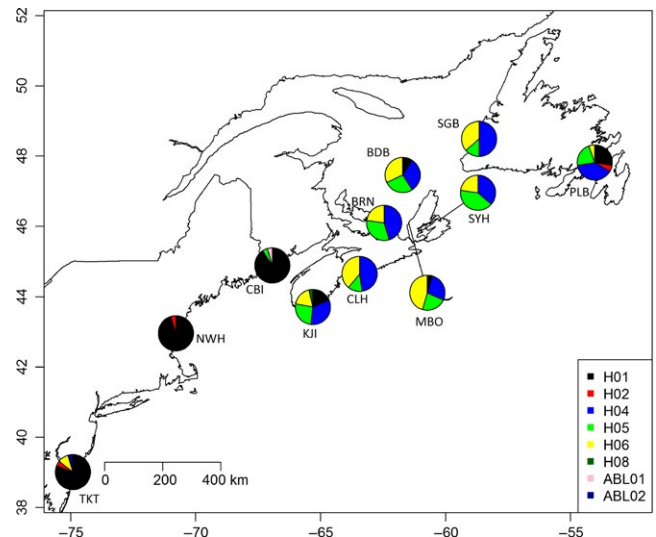 52
50
48
46
44
42
40
38
SGB
BDB
PLB
BRN
SYH
CBI
CLH
MBO
KJI
NWH
TKT
0 200 400 km
H01
H02
H04
H05
H06
H08
ABL01
ABL02
−75 −70 −65 −60 −55